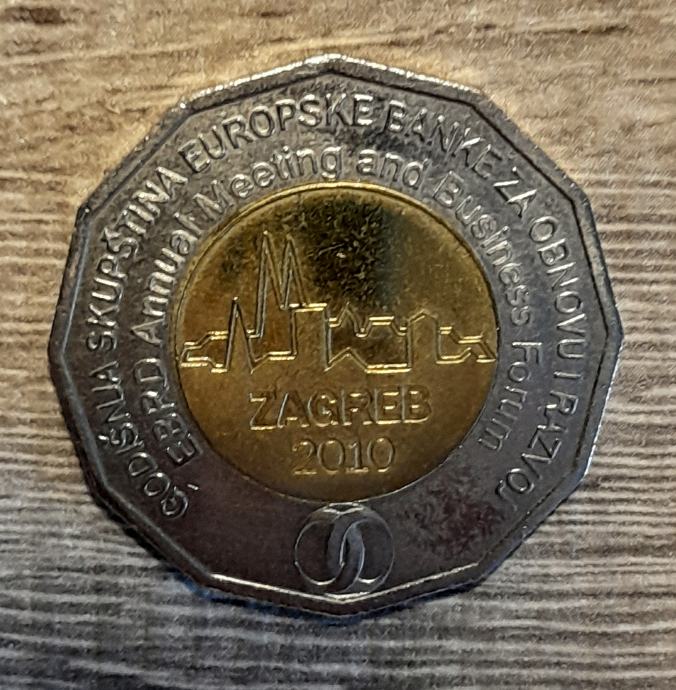 GODIŠNJA SKUPŠTINA EUROPSKE BANKE ZA OBNOVU I RAZVOJ
EBRD Annual Meeting and Business Forum
ZAGREB
2010